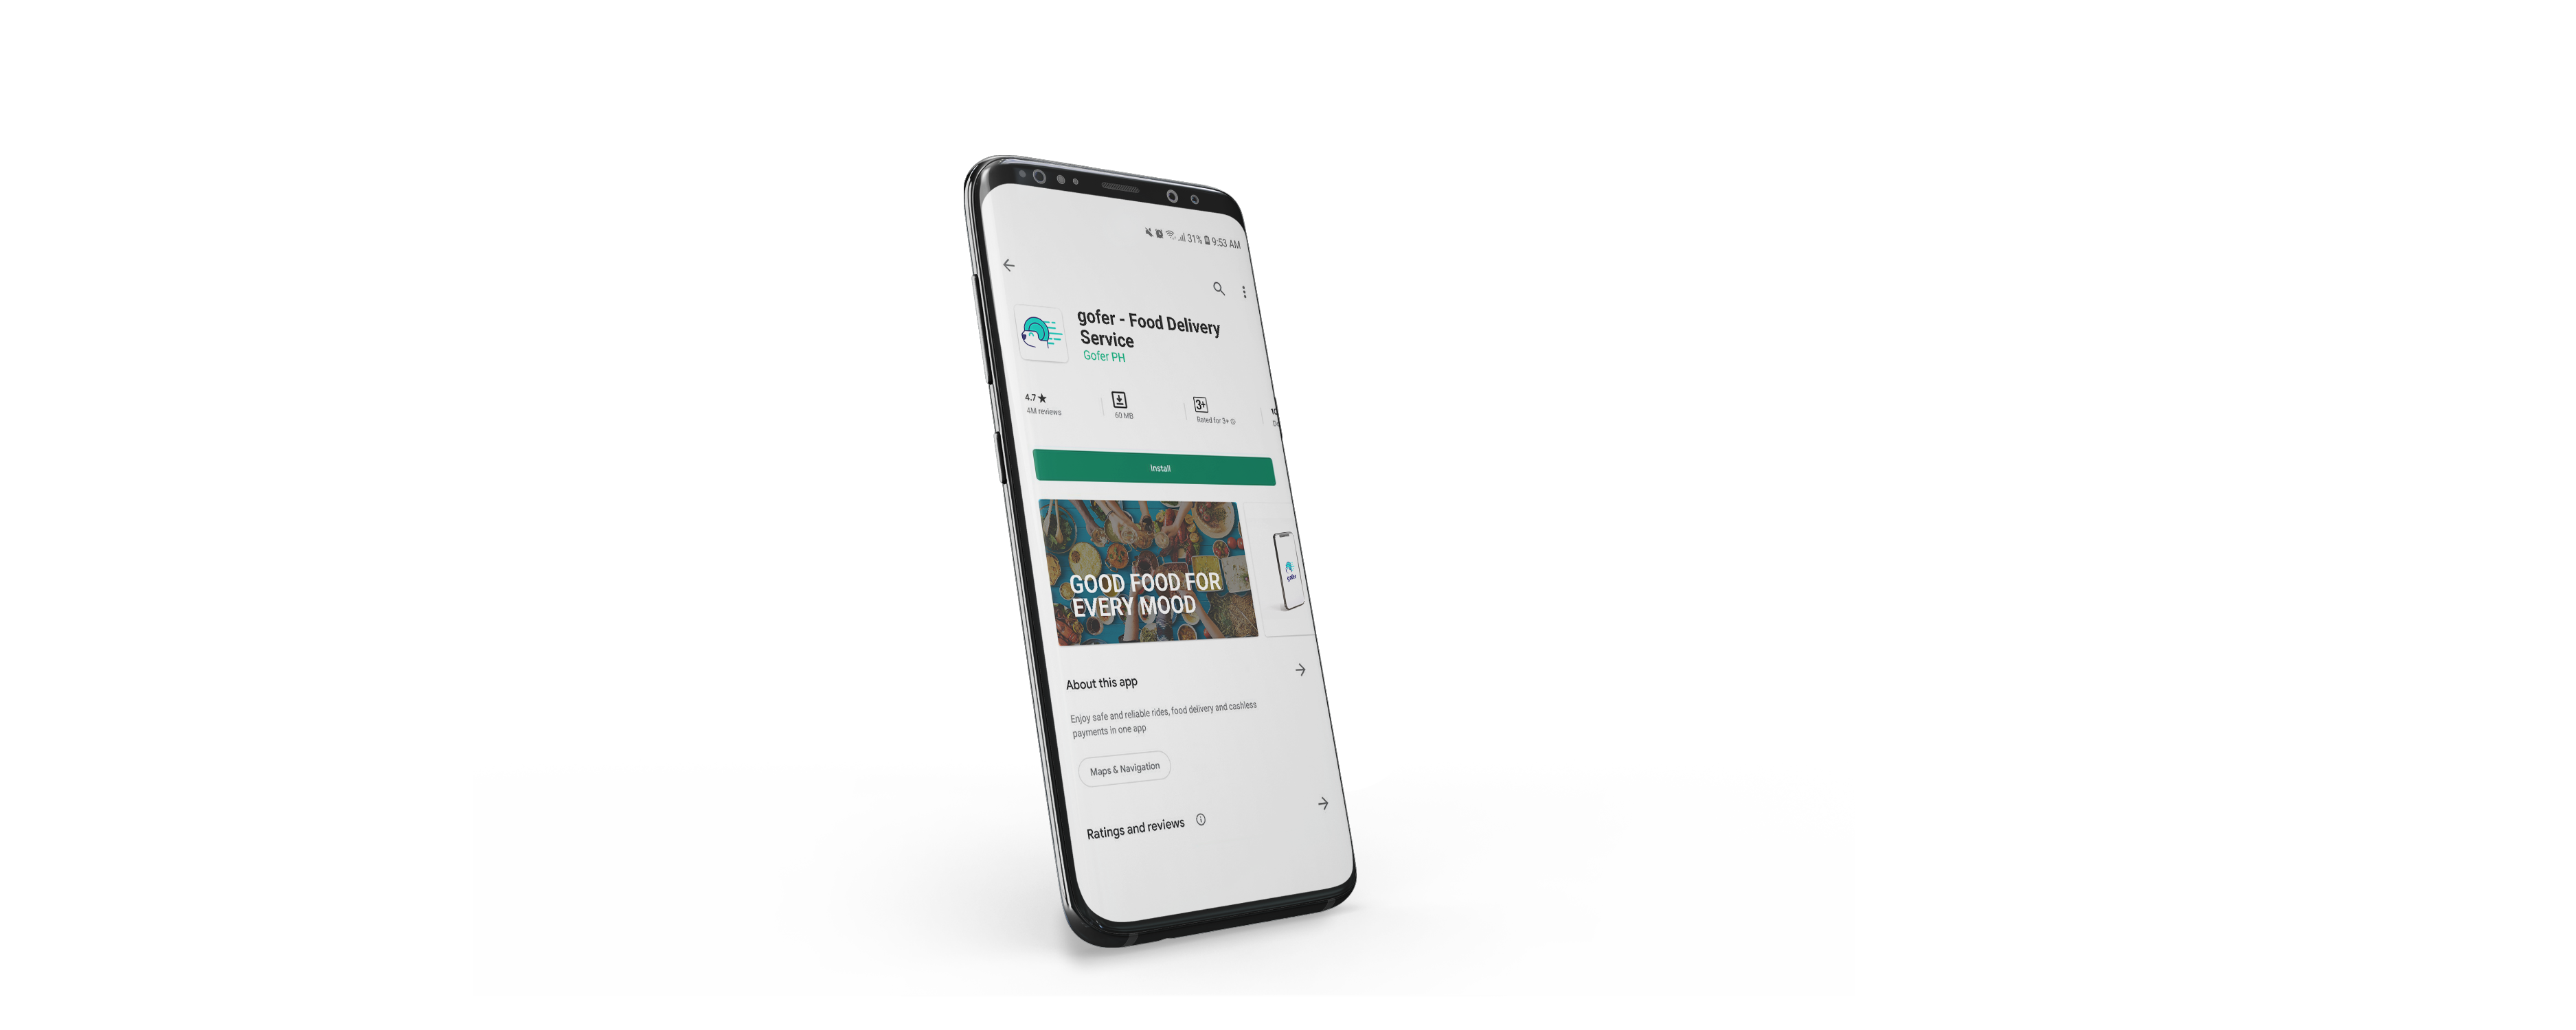 31% 9:53 AM
gofer - Food Delivery
Service
Gofer PH
4.7★
4M reviews
60 MB
3+
Rated for 3+
Install
GOOD FOOD FOR
EVERY MOOD
gofer
About this app
Enjoy safe and reliable rides, food delivery and cashless
payments in one app
Maps & Navigation
Ratings and reviews